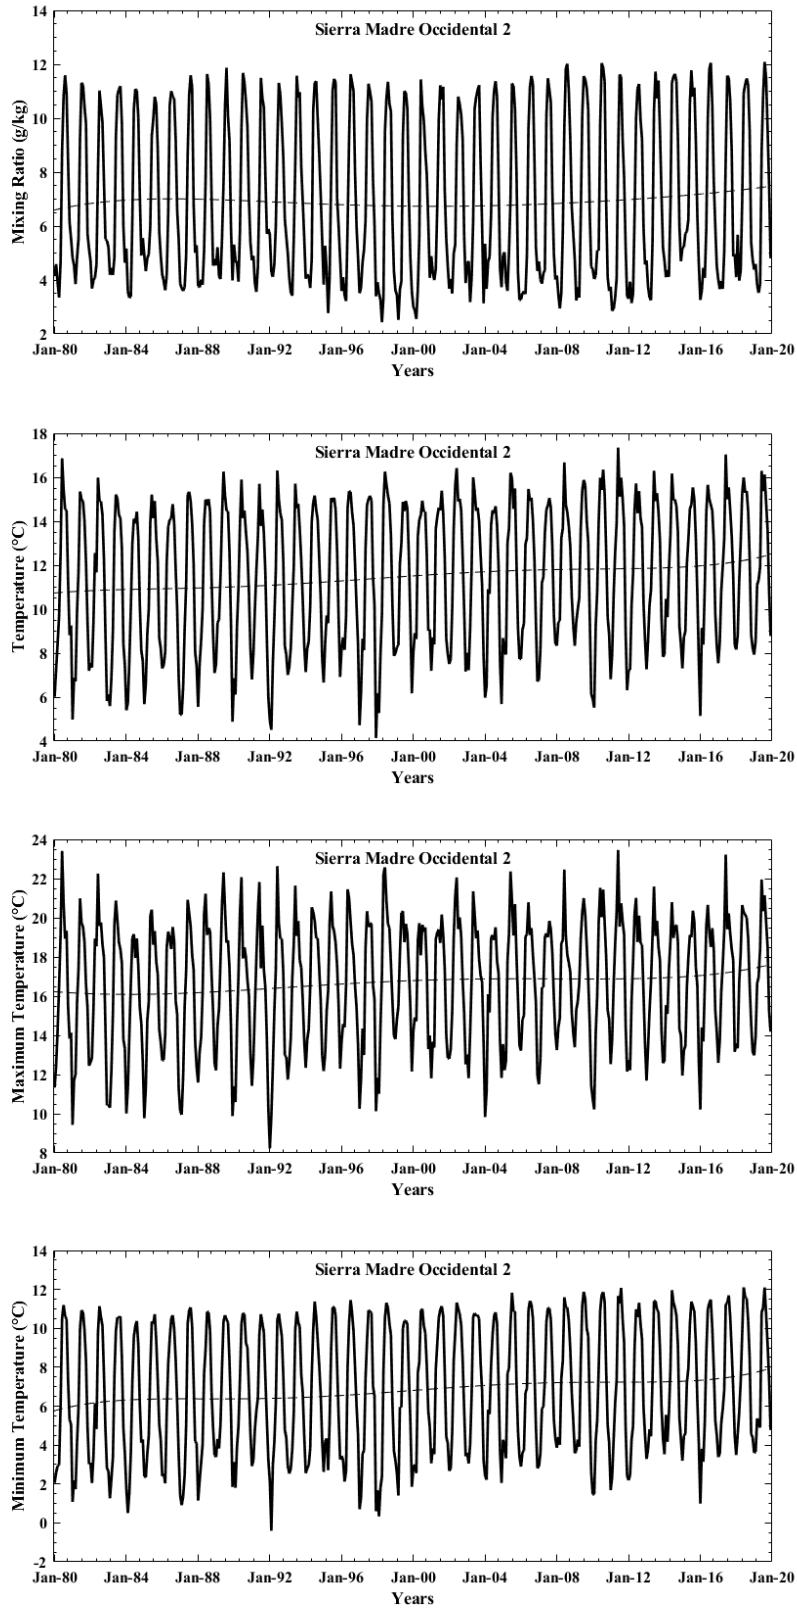 Sierra Madre Occidental 2
Mixing Ratio (g/kg)
14
12
10
8
6
4
2
Jan-80 Jan-84 Jan-88 Jan-92 Jan-96 Jan-00 Jan-04 Jan-08 Jan-12 Jan-16 Jan-20
Years
Sierra Madre Occidental 2
Temperature (°C)
18
16
14
12
10
8
6
4
Jan-80 Jan-84 Jan-88 Jan-92 Jan-96 Jan-00 Jan-04 Jan-08 Jan-12 Jan-16 Jan-20
Years
Sierra Madre Occidental 2
Maximum Temperature (°C)
24
22
20
18
16
14
12
10
8
Jan-80 Jan-84 Jan-88 Jan-92 Jan-96 Jan-00 Jan-04 Jan-08 Jan-12 Jan-16 Jan-20
Years
Sierra Madre Occidental 2
Minimum Temperature (°C)
14
12
10
8
6
4
2
0
-2
Jan-80 Jan-84 Jan-88 Jan-92 Jan-96 Jan-00 Jan-04 Jan-08 Jan-12 Jan-16 Jan-20
Years